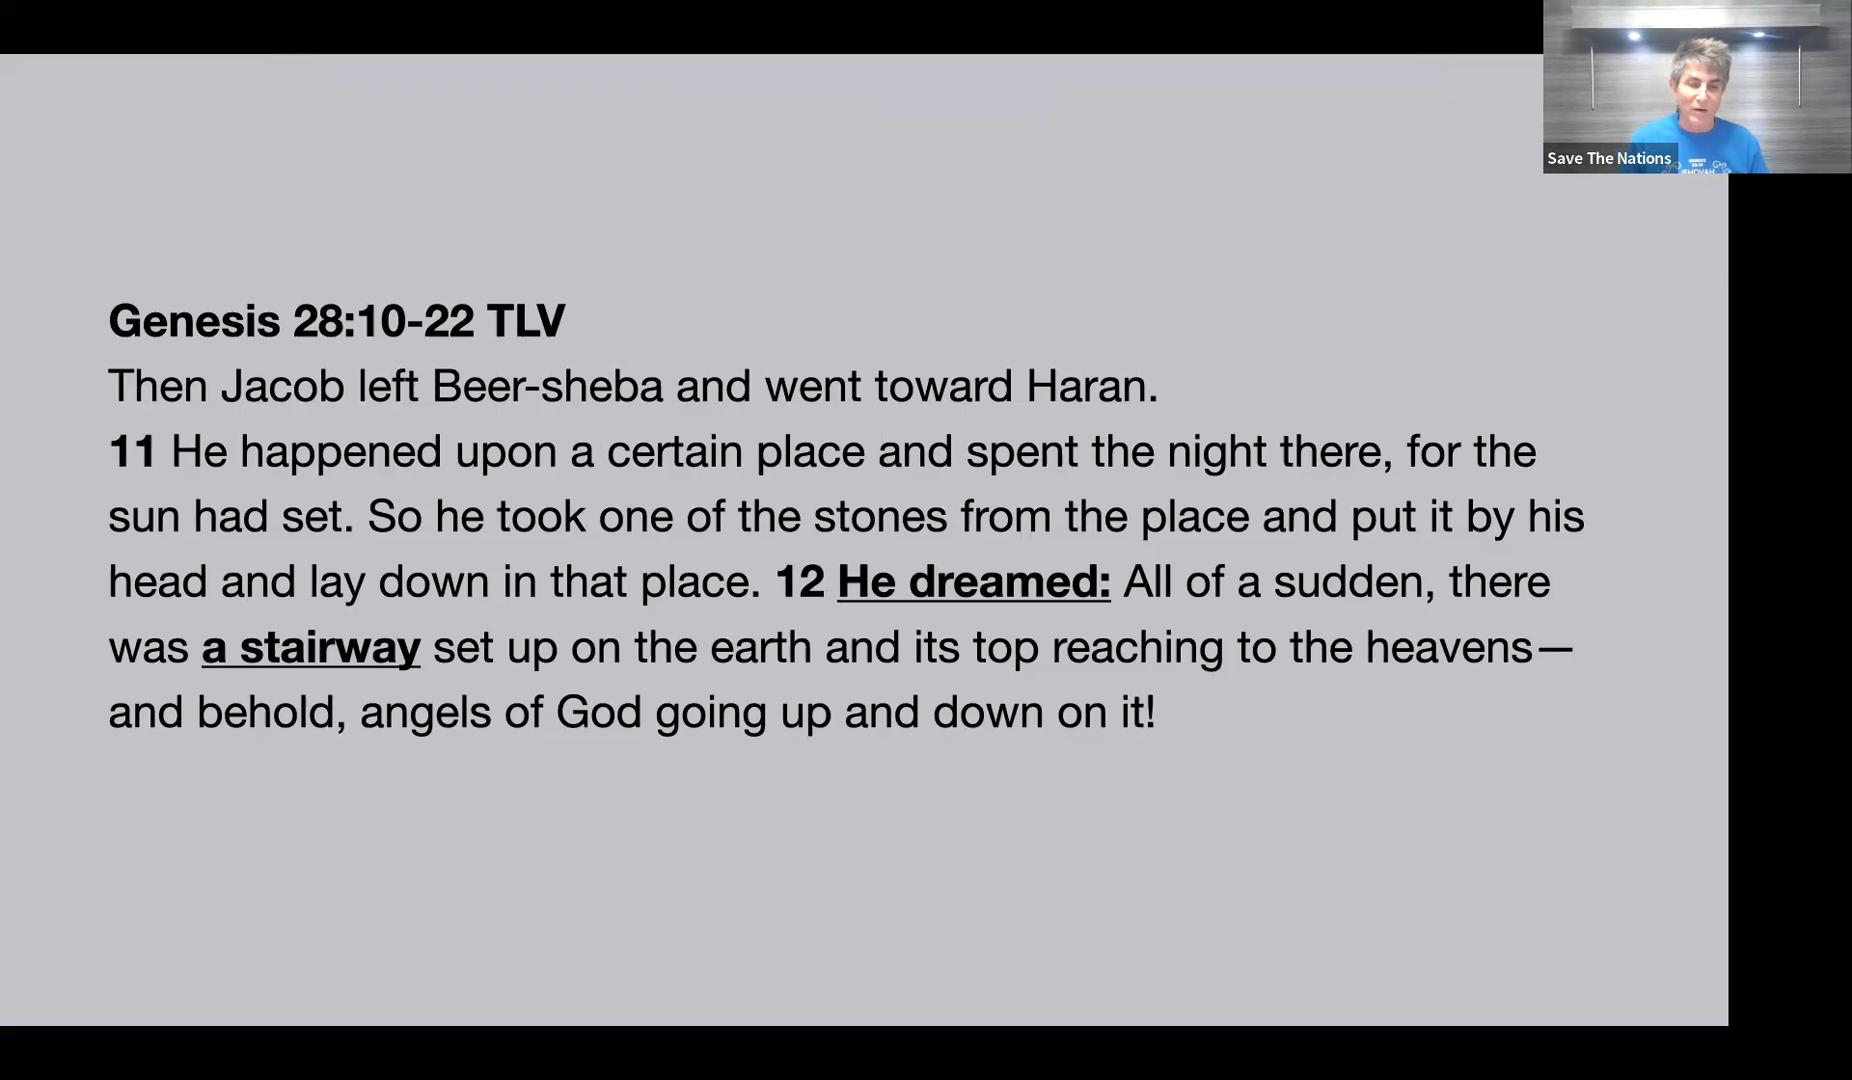 Save The Nations
GENESIS
JEHOVAH
Genesis 28:10-22 TLV
Then Jacob left Beer-sheba and went toward Haran.
11 He happened upon a certain place and spent the night there, for the
sun had set. So he took one of the stones from the place and put it by his
head and lay down in that place. 12 He dreamed: All of a sudden, there
was a stairway set up on the earth and its top reaching to the heavens—
and behold, angels of God going up and down on it!